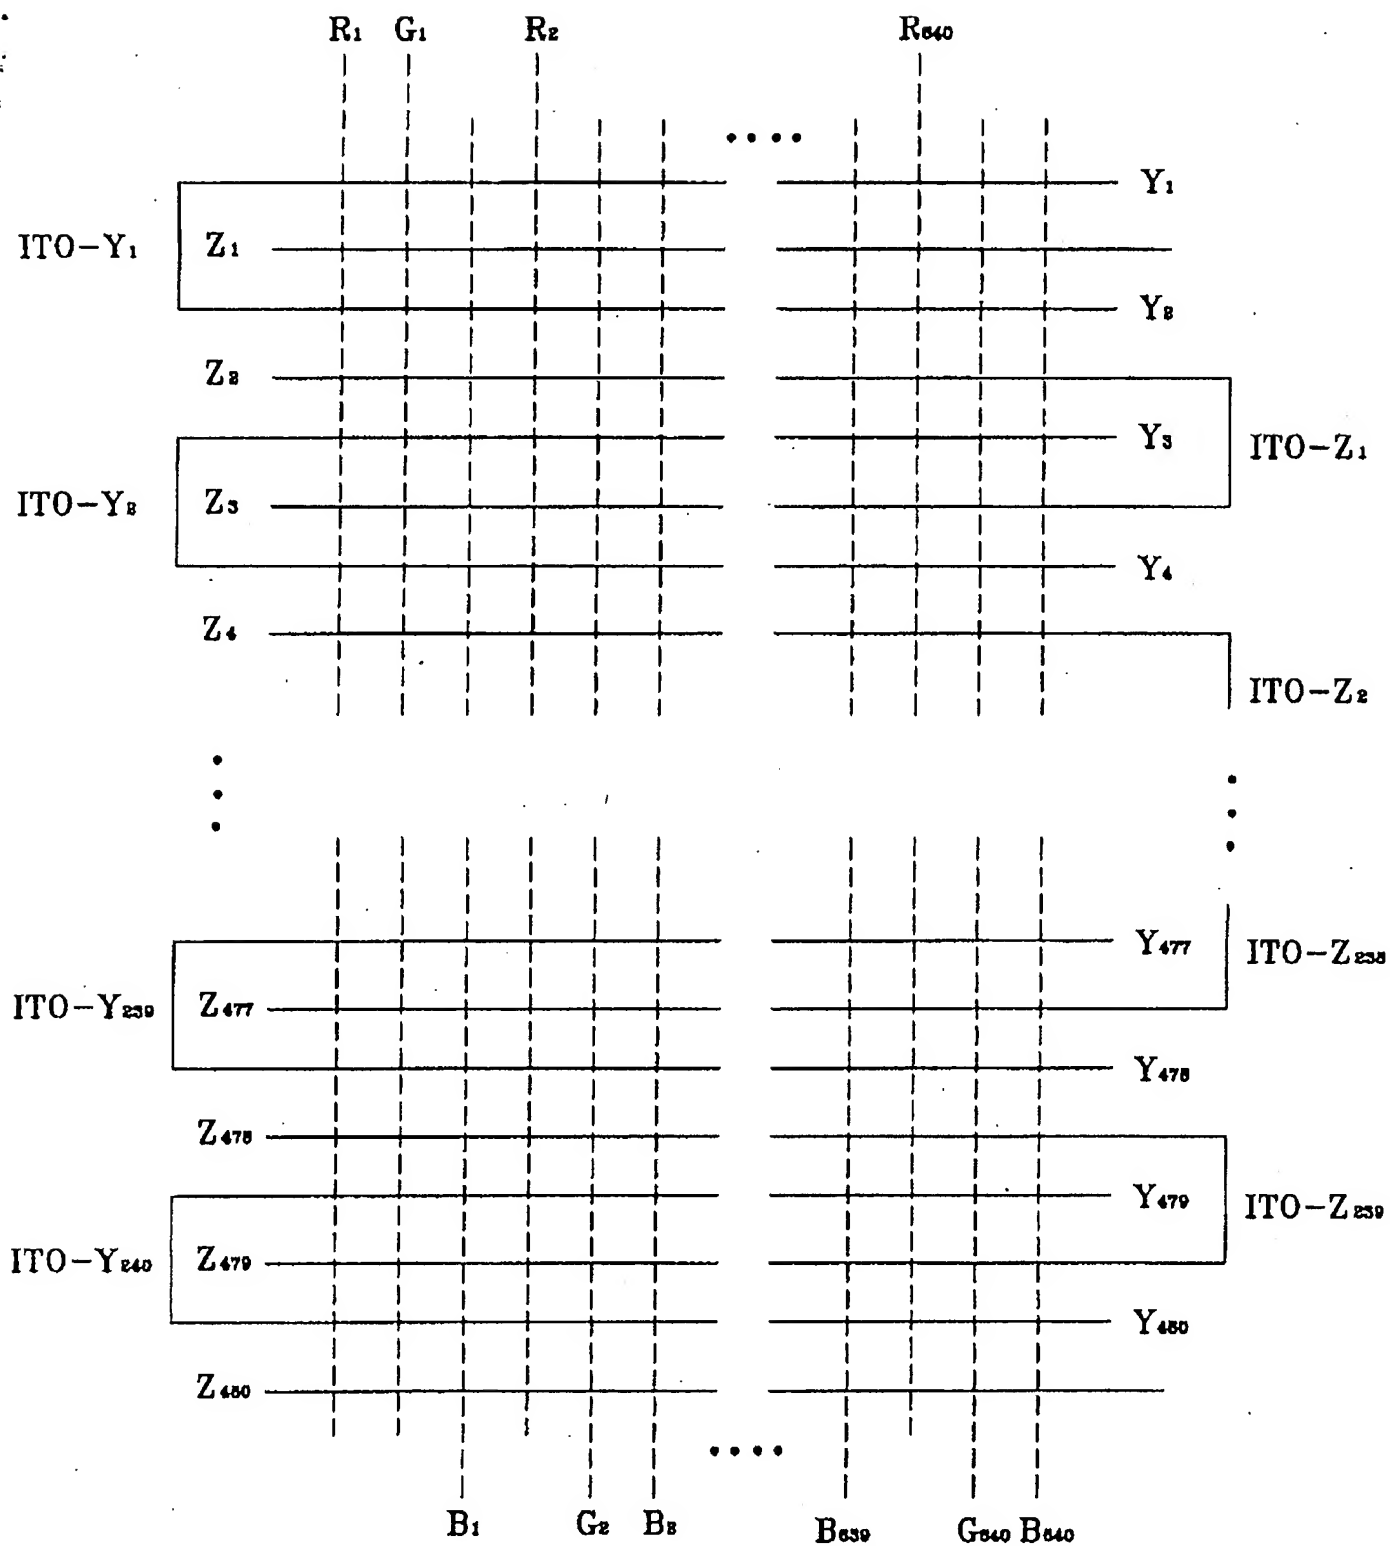 R1 G1 R2 R640
Y1
ITO-Y1 Z1
Y2
Z2
Y3 ITO-Z1
ITO-Y2 Z3
Y4
Z4
ITO-Z2
Y477 ITO-Z238
ITO-Y239 Z477
Y478
Z478
Y479 ITO-Z239
ITO-Y240 Z479
Y480
Z480
B1 G2 B2 B639 G640 B640